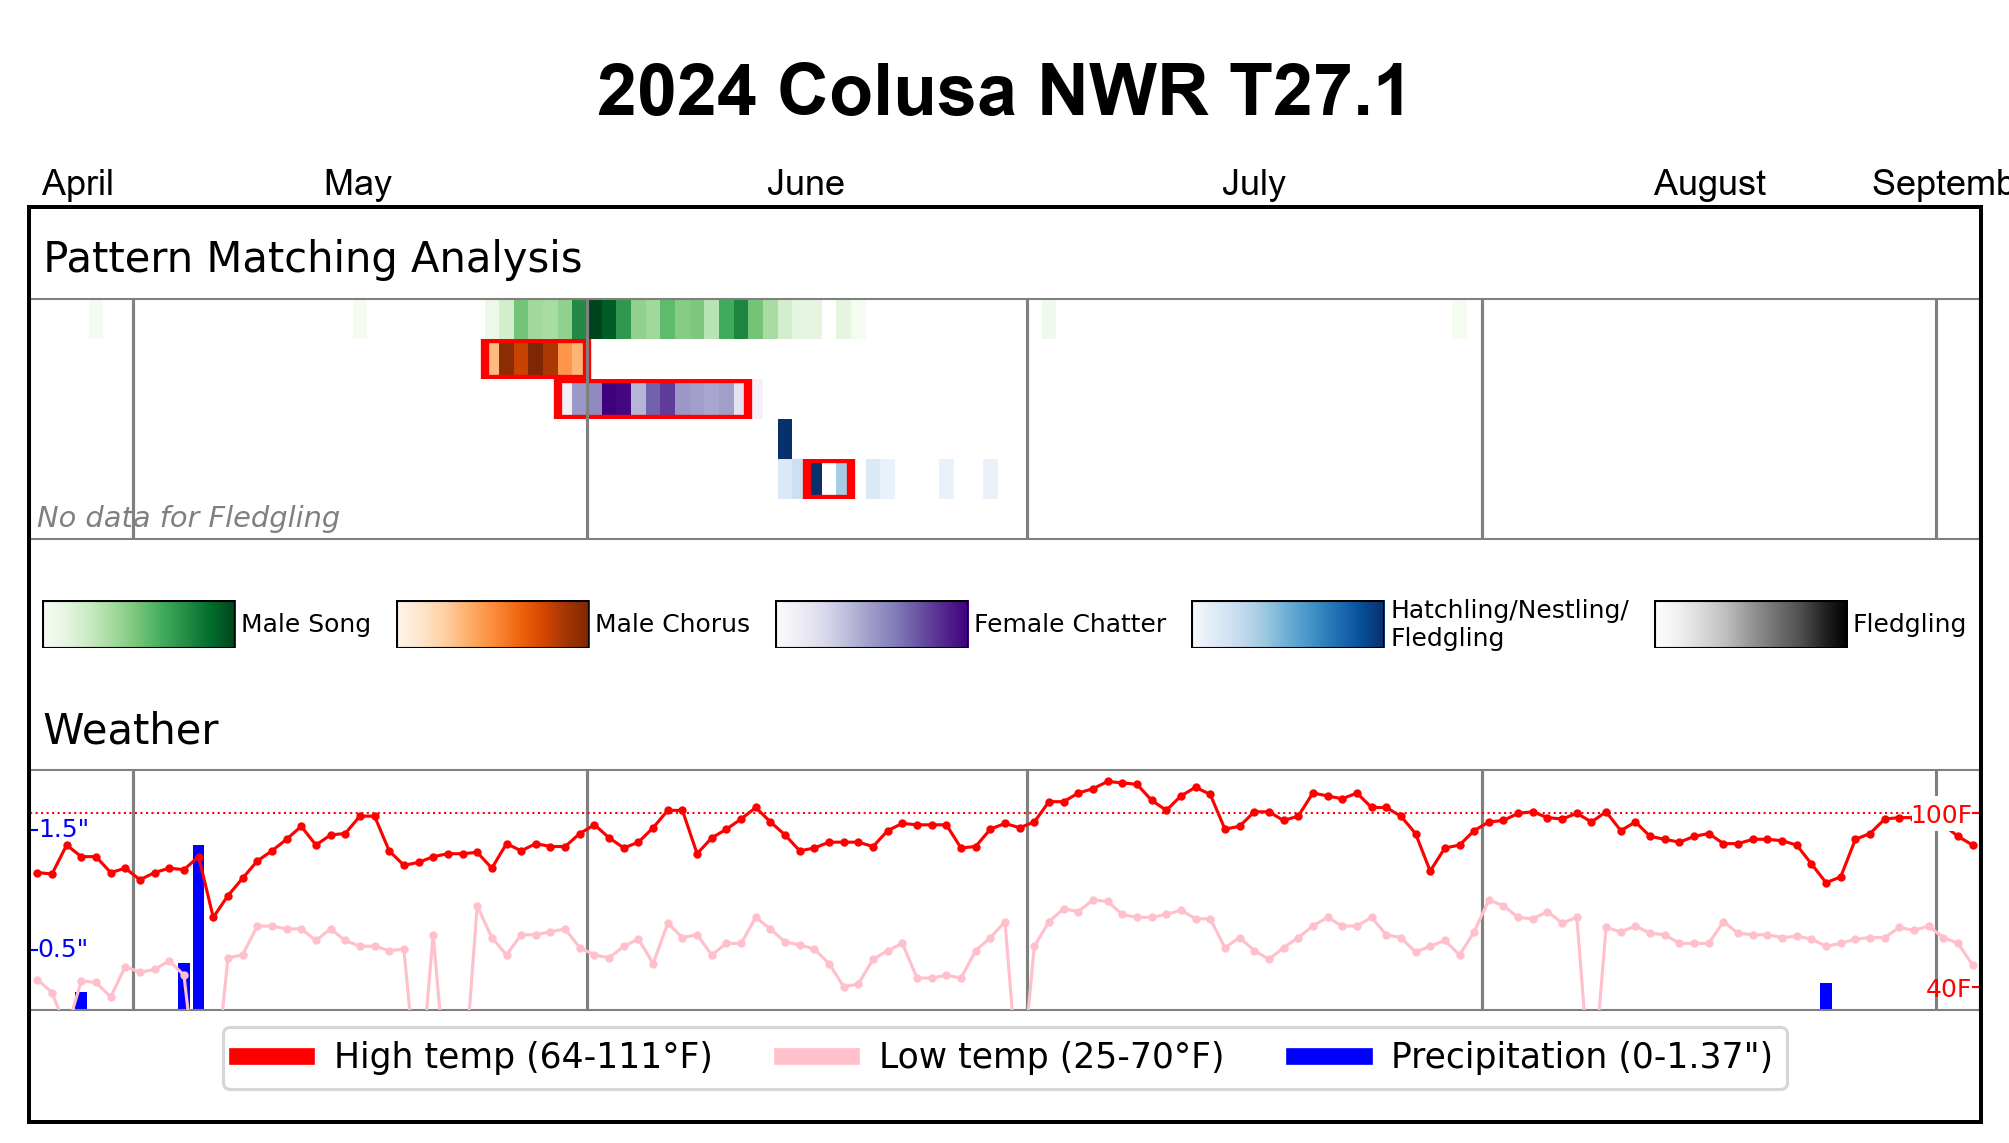 2024 Colusa NWR T27.1
April May June July August Septemb
Pattern Matching Analysis
No data for Fledgling
Male Song Male Chorus Female Chatter Hatchling/Nestling/
Fledgling Fledgling
Weather
1.5" 100F
0.5"
40F
High temp (64-111°F) Low temp (25-70°F) Precipitation (0-1.37")